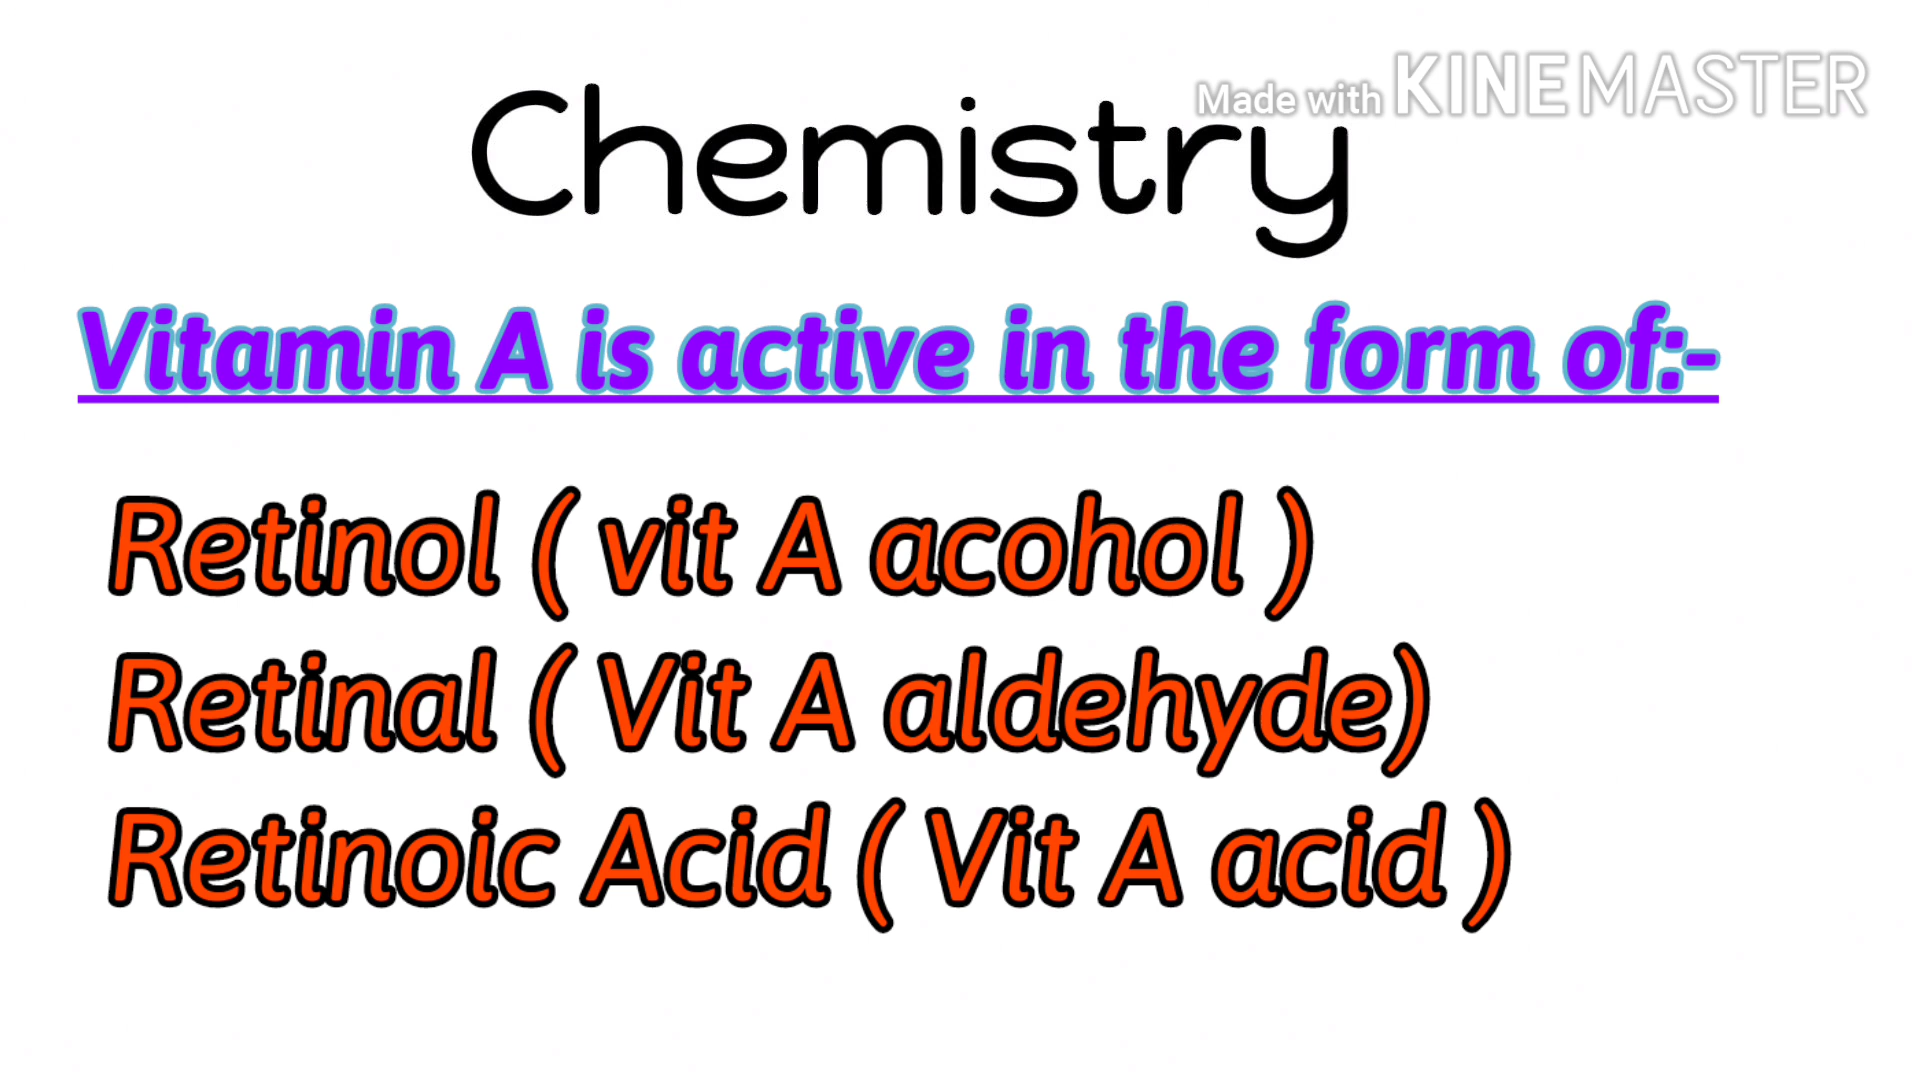 Made with KINEMASTER
Chemistry
Vitamin A is active in the form of:-
Retinol ( vit A acohol )
Retinal ( Vit A aldehyde)
Retinoic Acid ( Vit A acid )